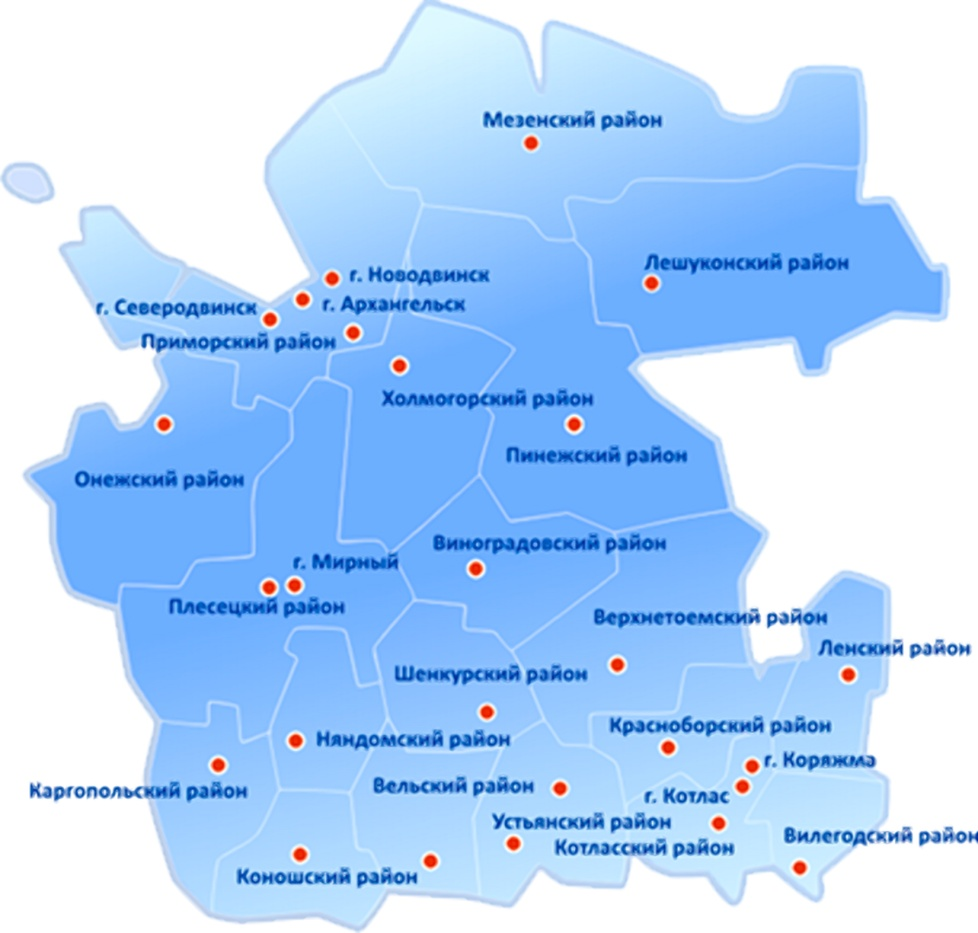 Мезенский район
Лешуконский район
г. Новодвинск
г. Архангельск
г. Северодвинск
Приморский район
Холмогорский район
Пинежский район
Онежский район
Виноградовский район
г. Мирный
Плесецкий район
Верхнетоемский район
Ленский район
Шенкурский район
Красноборский район
Няндомский район
г. Коряжма
Каргопольский район
Вельский район
г. Котлас
Устьянский район
Котласский район
Вилегодский район
Коношский район